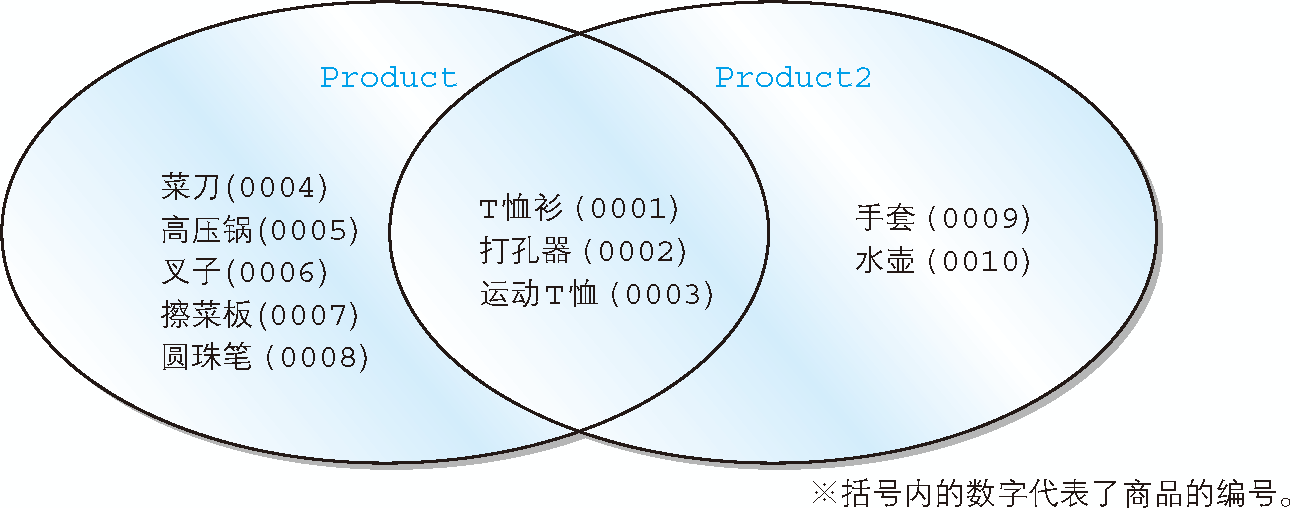 Product
Product2
菜刀(0004)
高压锅(0005)
叉子(0006)
擦菜板(0007)
圆珠笔(0008)
T恤衫(0001)
打孔器(0002)
运动T恤(0003)
手套(0009)
水壶(0010)
※括号内的数字代表了商品的编号。